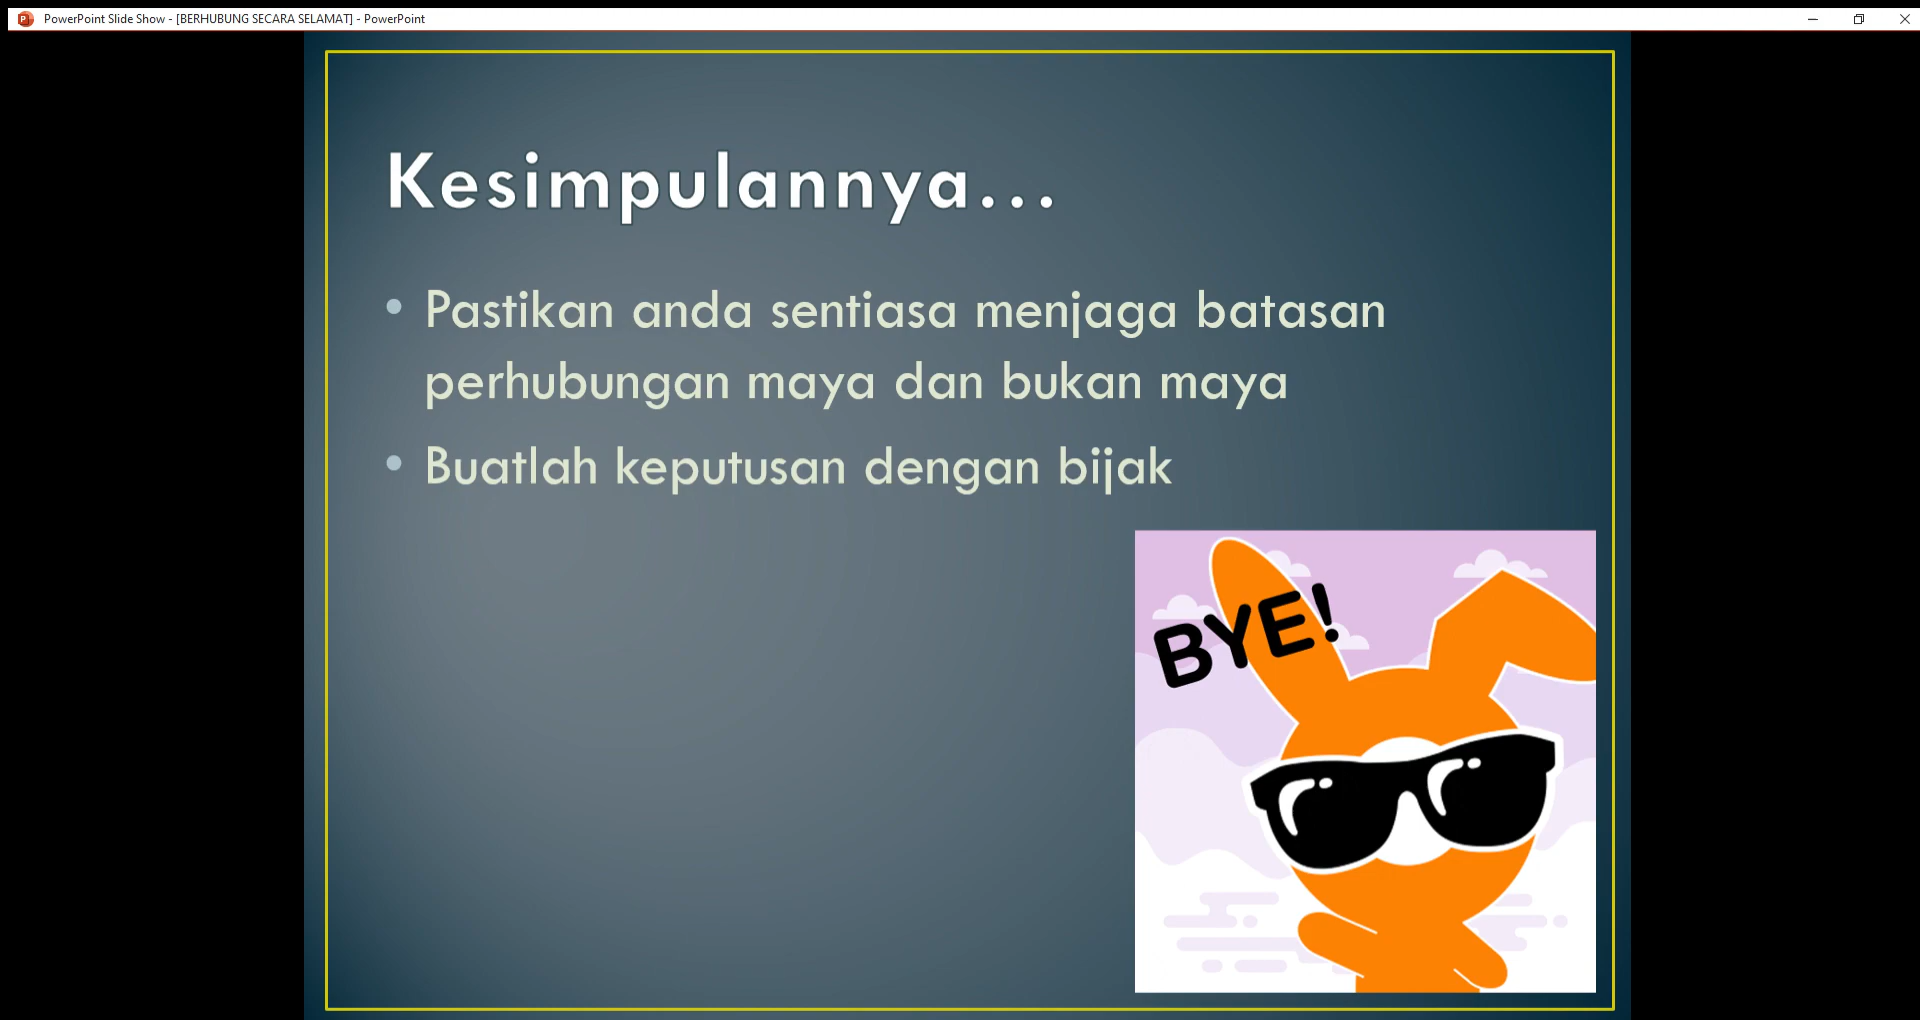 PowerPoint Slide Show - [BERHUBUNG SECARA SELAMAT] - PowerPoint
Kesimpulannya...
• Pastikan anda sentiasa menjaga batasan
perhubungan maya dan bukan maya
• Buatlah keputusan dengan bijak
BYE!